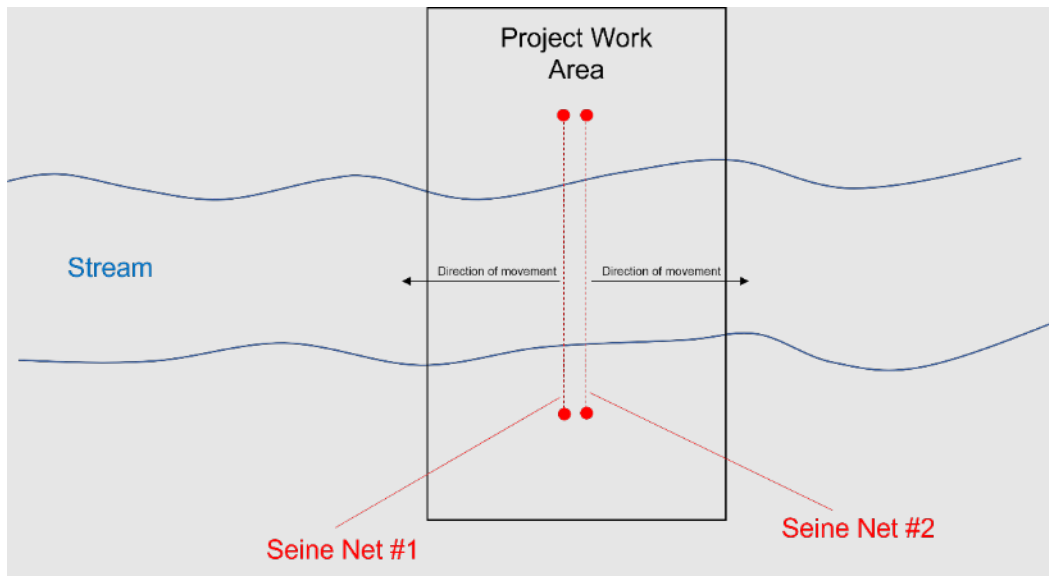 Project Work
Area
Stream
Direction of movement
Direction of movement
Seine Net #1
Seine Net #2